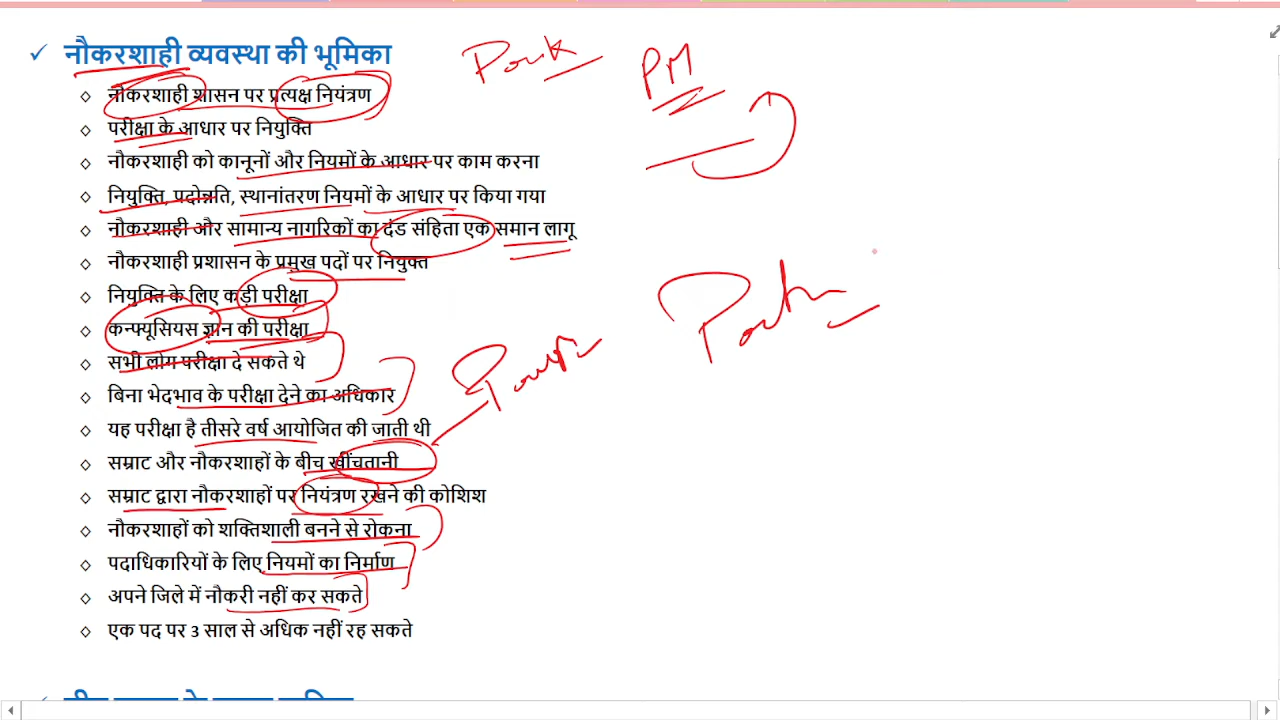 नौकरशाही व्यवस्था की भूमिका
PM
नौकरशाही शासन पर प्रत्यक्ष नियंत्रण
परीक्षा के आधार पर नियुक्ति
नौकरशाही को कानूनों और नियमों के आधार पर काम करना
नियुक्ति, पदोन्नति, स्थानांतरण नियमों के आधार पर किया गया
नौकरशाही और सामान्य नागरिकों का दंड संहिता एक समान लागू
नौकरशाही प्रशासन के प्रमुख पदों पर नियुक्त
नियुक्ति के लिए कड़ी परीक्षा
कन्फ्यूसियस ज्ञान की परीक्षा
सभी लोग परीक्षा दे सकते थे
बिना भेदभाव के परीक्षा देने का अधिकार
यह परीक्षा है तीसरे वर्ष आयोजित की जाती थी
सम्राट और नौकरशाहों के बीच खींचतानी
सम्राट द्वारा नौकरशाहों पर नियंत्रण रखने की कोशिश
नौकरशाहों को शक्तिशाली बनने से रोकना
पदाधिकारियों के लिए नियमों का निर्माण
अपने जिले में नौकरी नहीं कर सकते
एक पद पर 3 साल से अधिक नहीं रह सकते